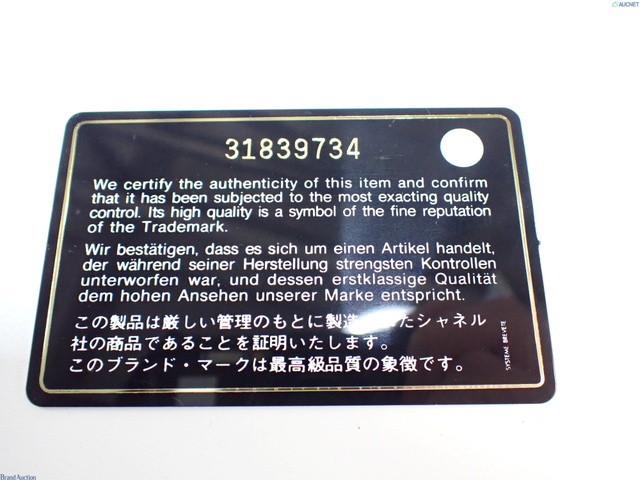 AUCNET
31839734
We certify the authenticity of this item and confirm
that it has been subjected to the most exacting quality
control. Its high quality is a symbol of the fine reputation
of the Trademark.
Wir bestätigen, dass es sich um einen Artikel handelt,
der während seiner Herstellung strengsten Kontrollen
unterworfen war, und dessen erstklassige Qualität
dem hohen Ansehen unserer Marke entspricht.
この製品は厳しい管理のもとに製造 たシャネル
社の商品であることを証明いたします。
このブランド・マークは最高級品質の象徴です。
SYSTEME BREVETE
BrandAuction